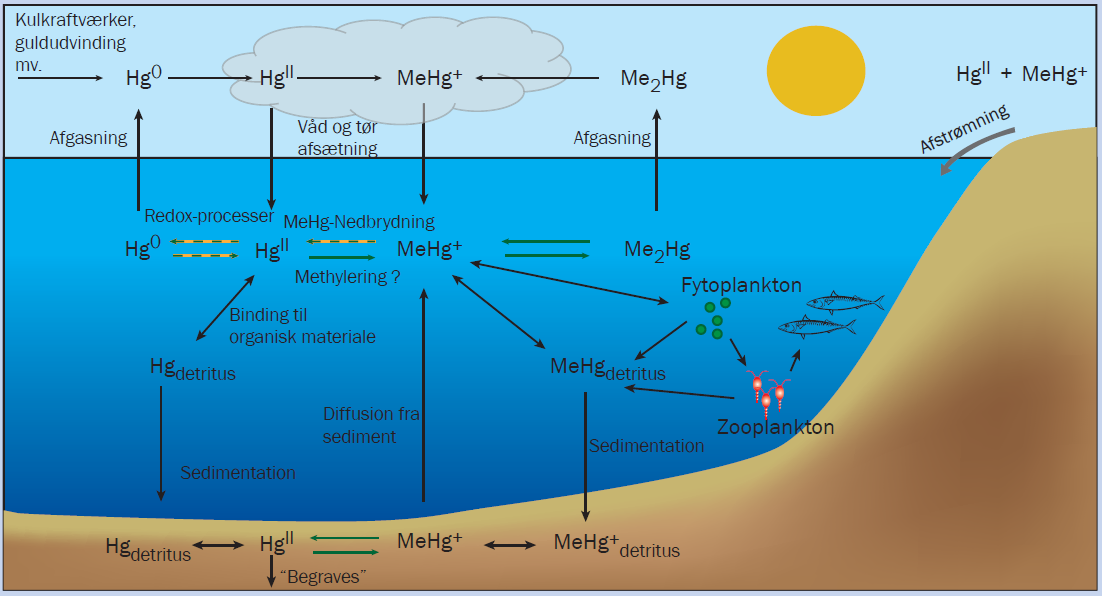 Kulkraftværker,
guldudvinding
mv.
Hg0
HgII
MeHg+
Me2Hg
HgII + MeHg+
Afgasning
Våd og tør
afsætning
Afgasning
Afstrømning
Redox-processer
MeHg-Nedbrydning
Hg0
HgII
MeHg+
Me2Hg
Methylering ?
Fytoplankton
Binding til
organisk materiale
Hgdetritus
MeHgdetritus
Diffusion fra
sediment
Zooplankton
Sedimentation
Sedimentation
Hgdetritus
HgII
MeHg+
MeHg+detritus
“Begraves”